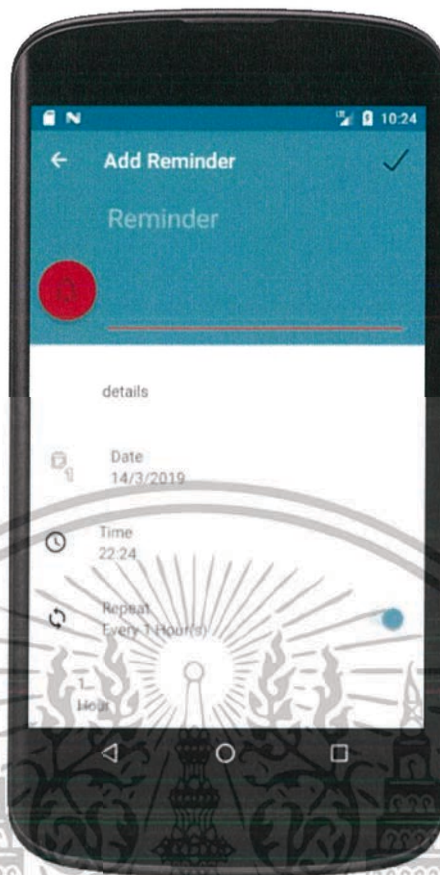 10:24
Add Reminder
Reminder
details
Date
14/3/2019
Time
22:24
Repeat
Every 1 Hour(s)
1
Hour